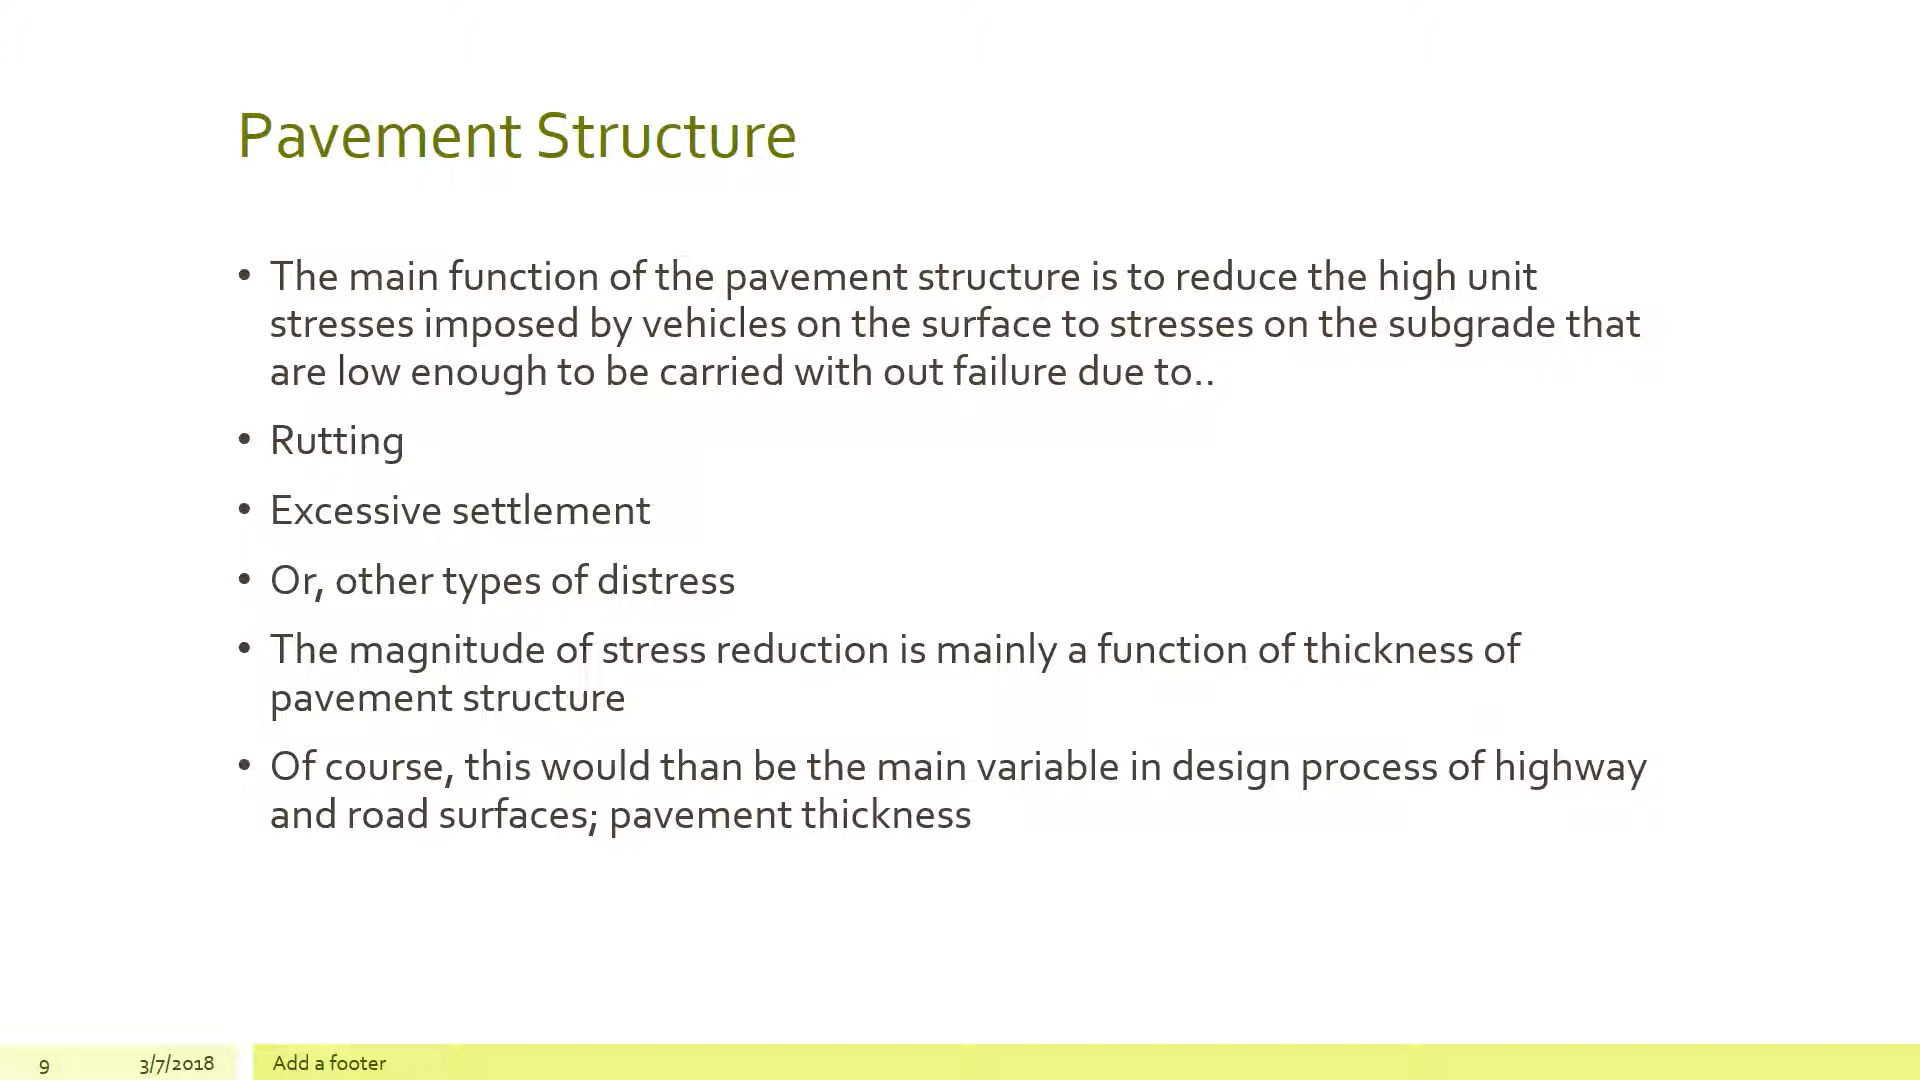 Pavement Structure
• The main function of the pavement structure is to reduce the high unit
stresses imposed by vehicles on the surface to stresses on the subgrade that
are low enough to be carried with out failure due to..
• Rutting
• Excessive settlement
• Or, other types of distress
• The magnitude of stress reduction is mainly a function of thickness of
pavement structure
• Of course, this would than be the main variable in design process of highway
and road surfaces; pavement thickness
9 3/7/2018 Add a footer